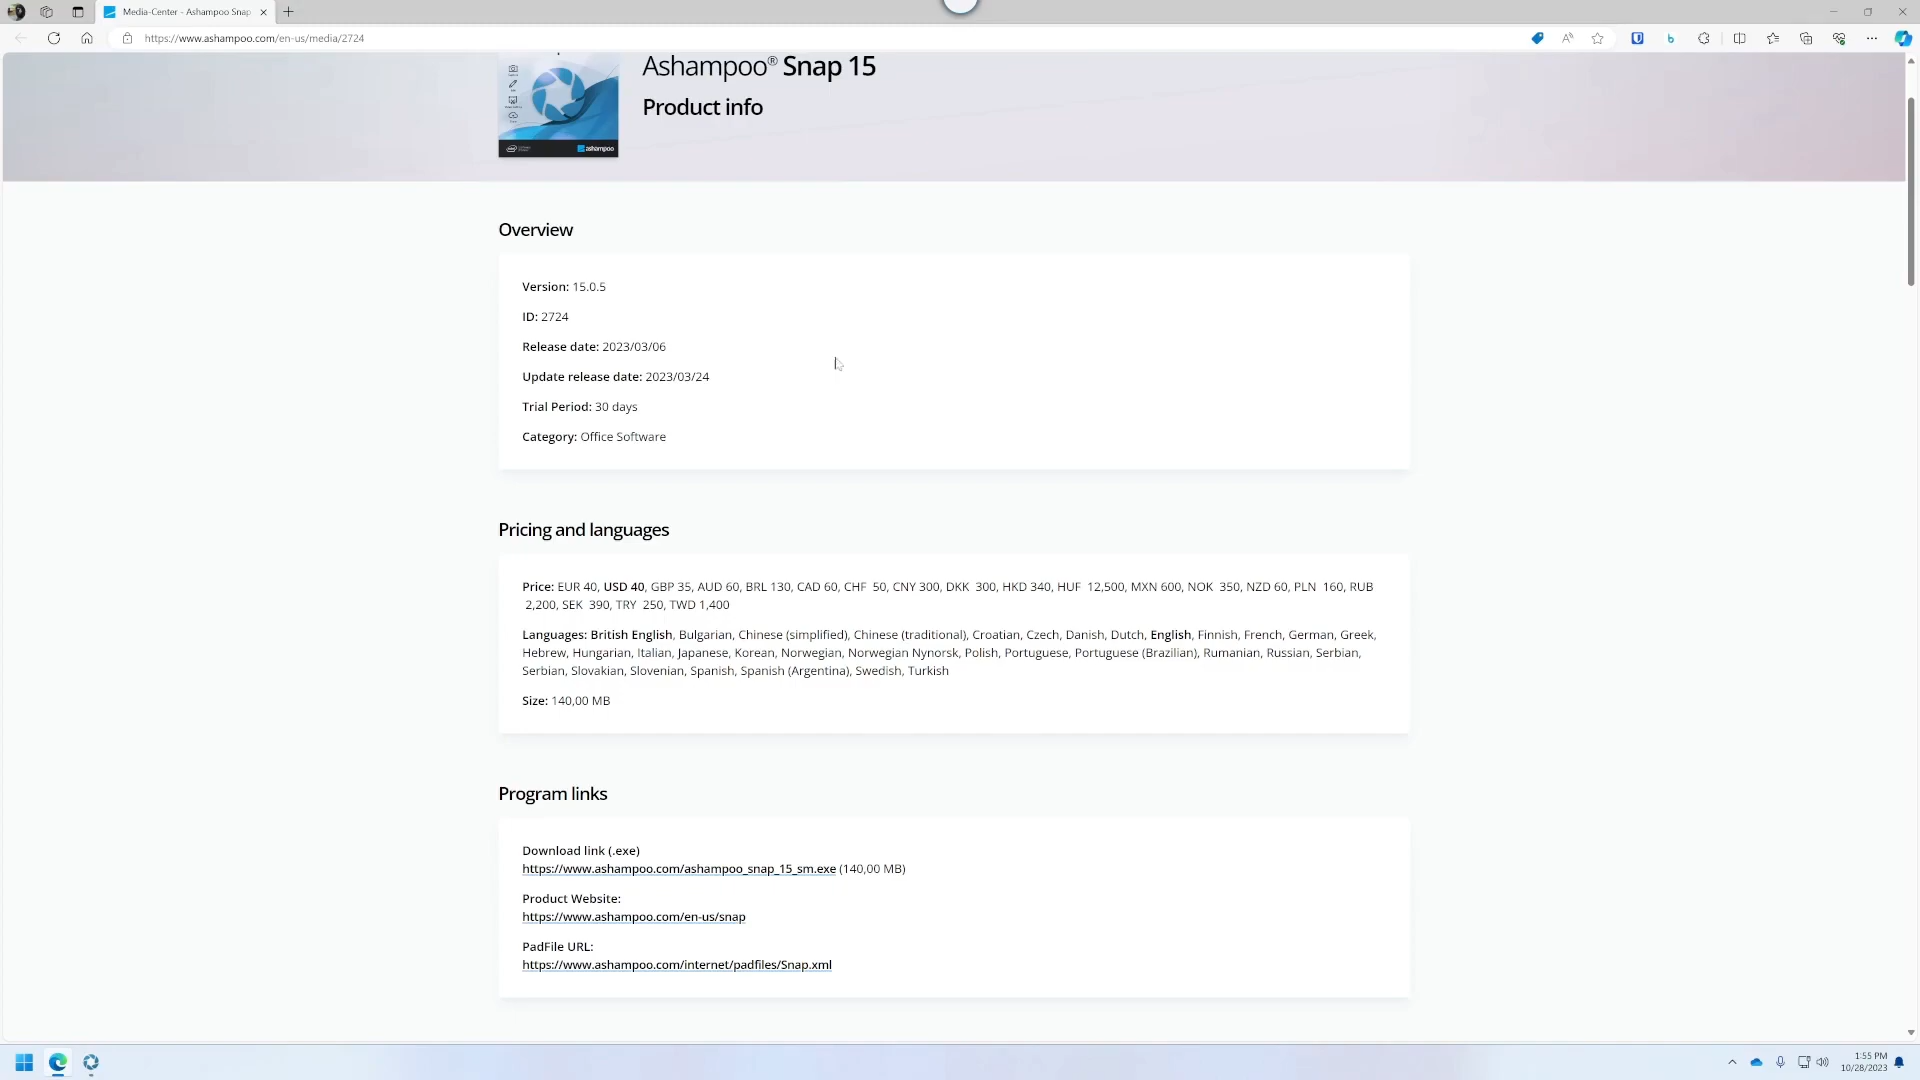 Media-Center - Ashampoo Snap
https://www.ashampoo.com/en-us/media/2724
Ashampoo® Snap 15
Product info
ashampoo
Overview
Version: 15.0.5
ID: 2724
Release date: 2023/03/06
Update release date: 2023/03/24
Trial Period: 30 days
Category: Office Software
Pricing and languages
Price: EUR 40, USD 40, GBP 35, AUD 60, BRL 130, CAD 60, CHF 50, CNY 300, DKK 300, HKD 340, HUF 12,500, MXN 600, NOK 350, NZD 60, PLN 160, RUB
2,200, SEK 390, TRY 250, TWD 1,400
Languages: British English, Bulgarian, Chinese (simplified), Chinese (traditional), Croatian, Czech, Danish, Dutch, English, Finnish, French, German, Greek,
Hebrew, Hungarian, Italian, Japanese, Korean, Norwegian, Norwegian Nynorsk, Polish, Portuguese, Portuguese (Brazilian), Rumanian, Russian, Serbian,
Serbian, Slovakian, Slovenian, Spanish, Spanish (Argentina), Swedish, Turkish
Size: 140,00 MB
Program links
Download link (.exe)
https://www.ashampoo.com/ashampoo_snap_15_sm.exe (140,00 MB)
Product Website:
https://www.ashampoo.com/en-us/snap
PadFile URL:
https://www.ashampoo.com/internet/padfiles/Snap.xml
1:55 PM
10/28/2023